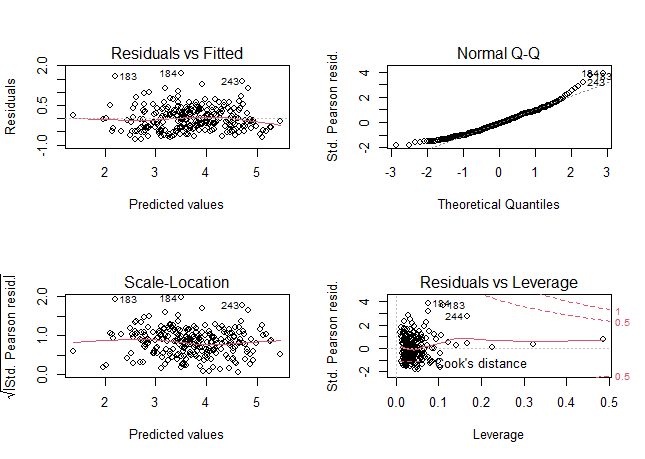 Residuals vs Fitted
Residuals
-1.0 0.5 2.0
183
184
243
2 3 4 5
Predicted values
Normal Q-Q
Std. Pearson resid.
-2 0 2 4
184
183
243
-3 -2 -1 0 1 2 3
Theoretical Quantiles
Scale-Location
√|Std. Pearson resid.|
0.0 1.0 2.0
183
184
243
2 3 4 5
Predicted values
Residuals vs Leverage
Std. Pearson resid.
-2 0 2 4
184
183
244
Cook's distance
1
0.5
0.5
0.0 0.1 0.2 0.3 0.4 0.5
Leverage